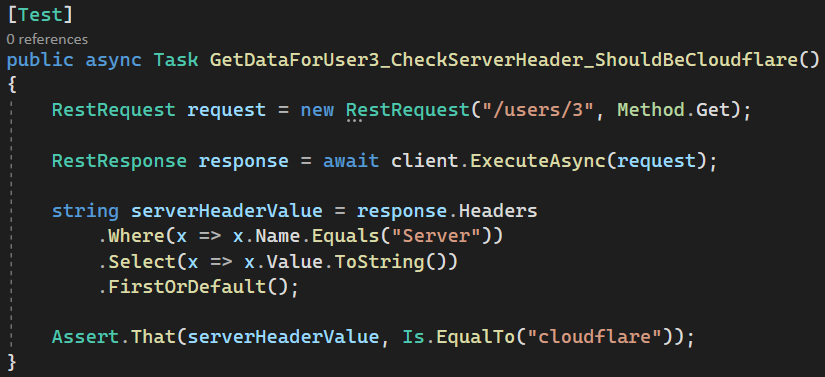 [Test]
0 references
public async Task GetDataForUser3_CheckServerHeader_ShouldBeCloudflare()
{
    RestRequest request = new RestRequest("/users/3", Method.Get);
    RestResponse response = await client.ExecuteAsync(request);
    string serverHeaderValue = response.Headers
        .Where(x => x.Name.Equals("Server"))
        .Select(x => x.Value.ToString())
        .FirstOrDefault();
    Assert.That(serverHeaderValue, Is.EqualTo("cloudflare"));
}